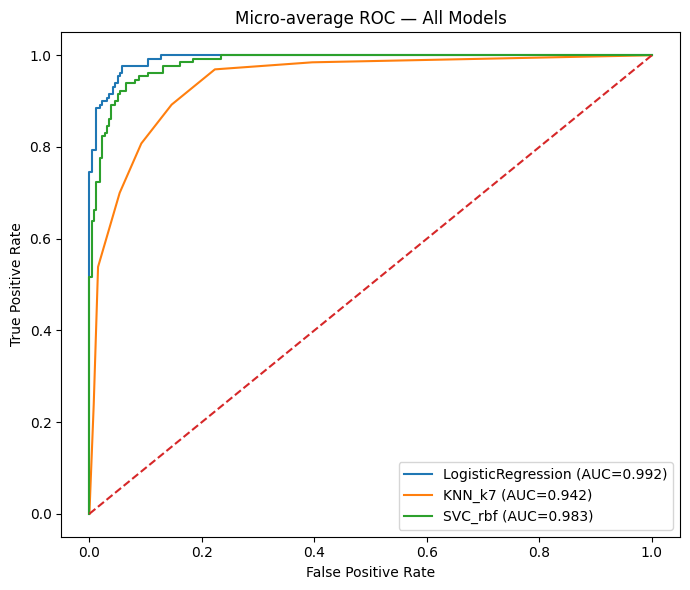 Micro-average ROC — All Models
True Positive Rate
1.0
0.8
0.6
0.4
0.2
0.0
LogisticRegression (AUC=0.992)
KNN_k7 (AUC=0.942)
SVC_rbf (AUC=0.983)
0.0 0.2 0.4 0.6 0.8 1.0
False Positive Rate